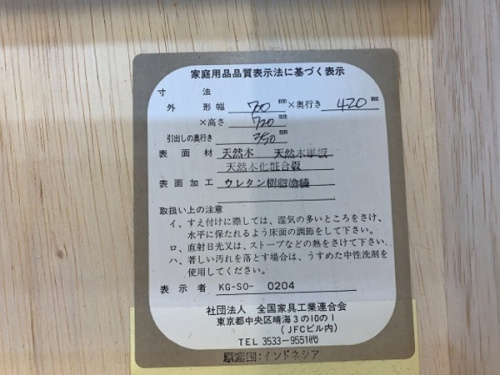 家庭用品品質表示法に基づく表示
寸法
外形幅 700 mm ×奥行き 420 mm
×高さ 720 mm
引出しの奥行き 350 mm
表面材 天然木 天然木単板
天然木化粧合板
表面加工 ウレタン樹脂塗装
取扱い上の注意
イ、すえ付けに際しては、湿気の多いところをさけ、
水平に保たれるよう床面の調節をして下さい。
ロ、直射日光又は、ストーブなどの熱をさけて下さい。
ハ、著しい汚れを落とす場合は、うすめた中性洗剤を
使用してください。
表示者 KG-SO- 0204
社団法人 全国家具工業連合会
東京都中央区晴海3の10の1
(JFCビル内)
TEL 3533-9551㈹
原産国:インドネシア